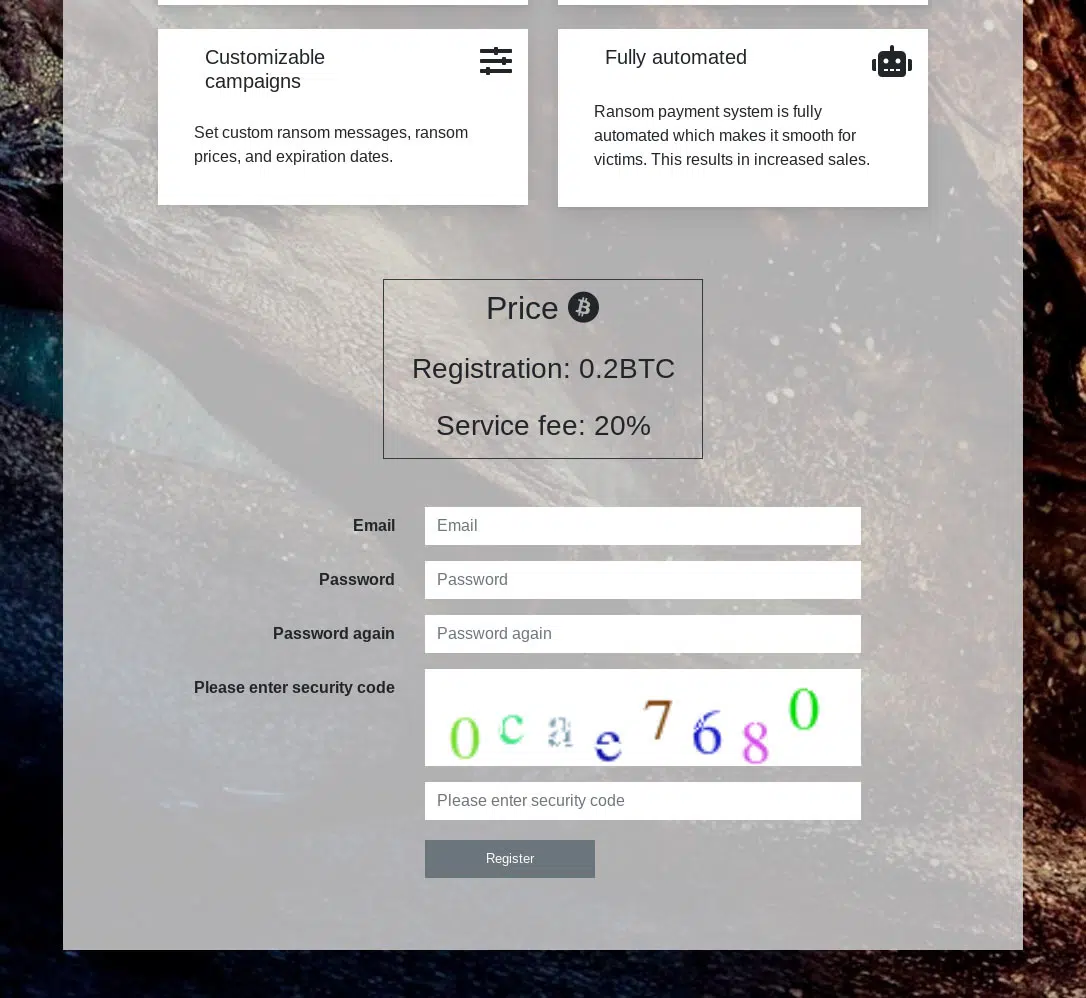 Customizable
campaigns
Set custom ransom messages, ransom
prices, and expiration dates.
Fully automated
Ransom payment system is fully
automated which makes it smooth for
victims. This results in increased sales.
Price
Registration: 0.2BTC
Service fee: 20%
Email
Email
Password
Password
Password again
Password again
Please enter security code
0cae7680
Please enter security code
Register